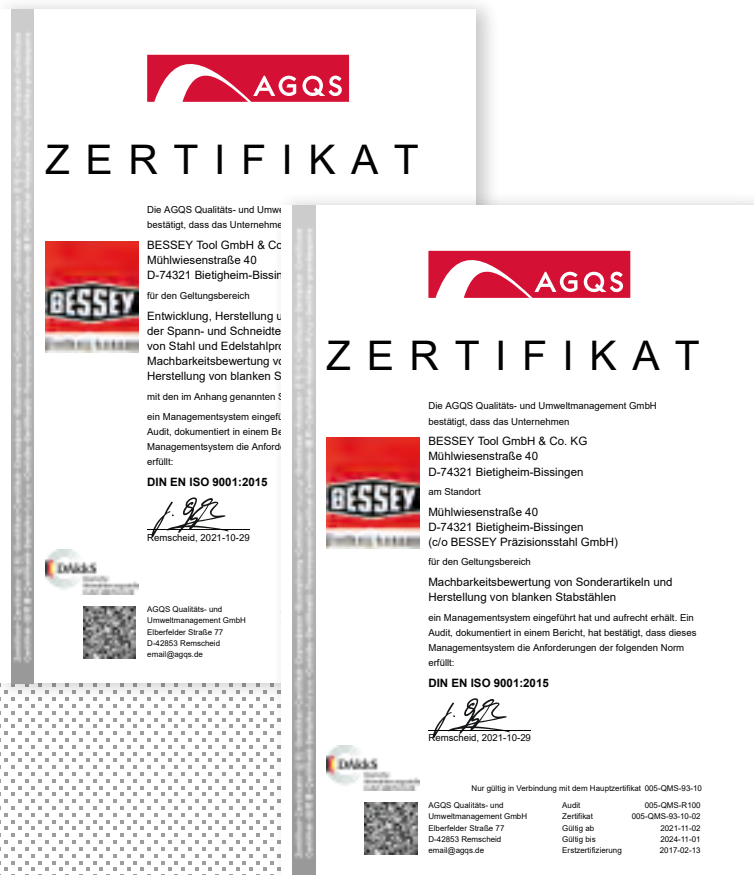 AGQS
ZERTIFIKAT
Die AGQS Qualitäts- und
bestätigt, dass das
BESSEY Tool GmbH & Co
Mühlwiesenstraße 40
D-74321
für den Geltungsbereich
BESSEY
Entwicklung, Herstellung
der Spann- und
von Stahl und
Machbarkeitsbewertung
Herstellung von blanken
mit den im Anhang genannten
ein Managementsystem
Audit, dokumentiert in einem
Managementsystem die
erfüllt:
DIN EN ISO 9001:2015
Remscheid, 2021-10-29
DAkkS
AGQS Qualitäts- und
Umweltmanagement GmbH
Elberfelder Straße 77
D-42853 Remscheid
email@agqs.de
AGQS
ZERTIFIKAT
Die AGQS Qualitäts- und Umweltmanagement GmbH
bestätigt, dass das Unternehmen
BESSEY Tool GmbH & Co. KG
Mühlwiesenstraße 40
D-74321 Bietigheim-Bissingen
am Standort
BESSEY
Mühlwiesenstraße 40
D-74321 Bietigheim-Bissingen
(c/o BESSEY Präzisionsstahl GmbH)
für den Geltungsbereich
Machbarkeitsbewertung von Sonderartikeln und
Herstellung von blanken Stabstählen
ein Managementsystem eingeführt hat und aufrecht erhält. Ein
Audit, dokumentiert in einem Bericht, hat bestätigt, dass dieses
Managementsystem die Anforderungen der folgenden Norm
erfüllt:
DIN EN ISO 9001:2015
Remscheid, 2021-10-29
DAkkS
Nur gültig in Verbindung mit dem Hauptzertifikat 005-QMS-93-10
AGQS Qualitäts- und Audit 005-QMS-R100
Umweltmanagement GmbH Zertifikat 005-QMS-93-10-02
Elberfelder Straße 77 Gültig ab 2021-11-02
D-42853 Remscheid Gültig bis 2024-11-01
email@agqs.de Erstzertifizierung 2017-02-13